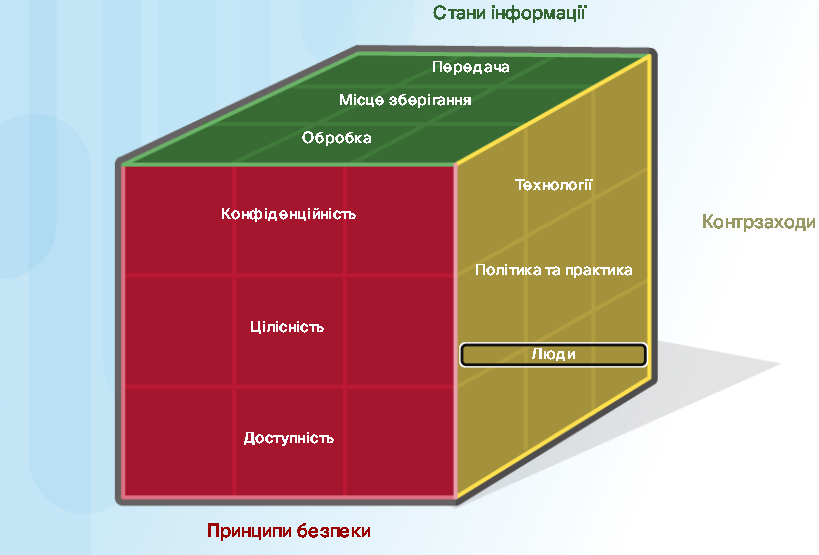 Стани інформації
Передача
Місце зберігання
Обробка
Технології
Конфіденційність
Контрзаходи
Політика та практика
Цілісність
Люди
Доступність
Принципи безпеки